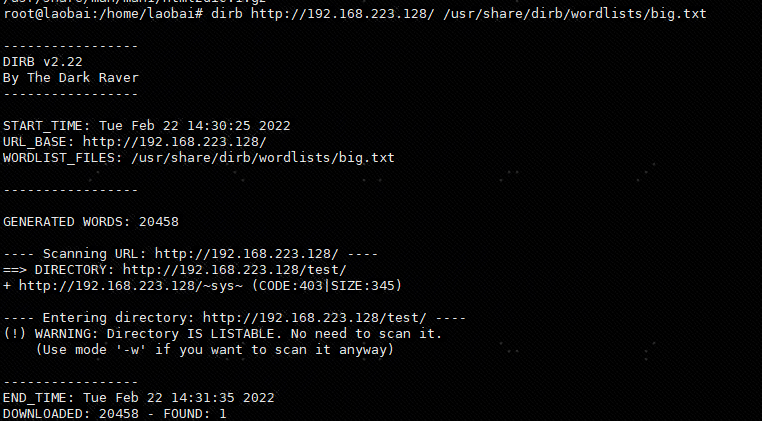 root@laobai:/home/laobai# dirb http://192.168.223.128/ /usr/share/dirb/wordlists/big.txt
-----------------
DIRB v2.22
By The Dark Raver
-----------------
START_TIME: Tue Feb 22 14:30:25 2022
URL_BASE: http://192.168.223.128/
WORDLIST_FILES: /usr/share/dirb/wordlists/big.txt
-----------------
GENERATED WORDS: 20458
---- Scanning URL: http://192.168.223.128/ ----
==> DIRECTORY: http://192.168.223.128/test/
+ http://192.168.223.128/~sys~ (CODE:403|SIZE:345)
---- Entering directory: http://192.168.223.128/test/ ----
(!) WARNING: Directory IS LISTABLE. No need to scan it.
(Use mode '-w' if you want to scan it anyway)
-----------------
END_TIME: Tue Feb 22 14:31:35 2022
DOWNLOADED: 20458 - FOUND: 1